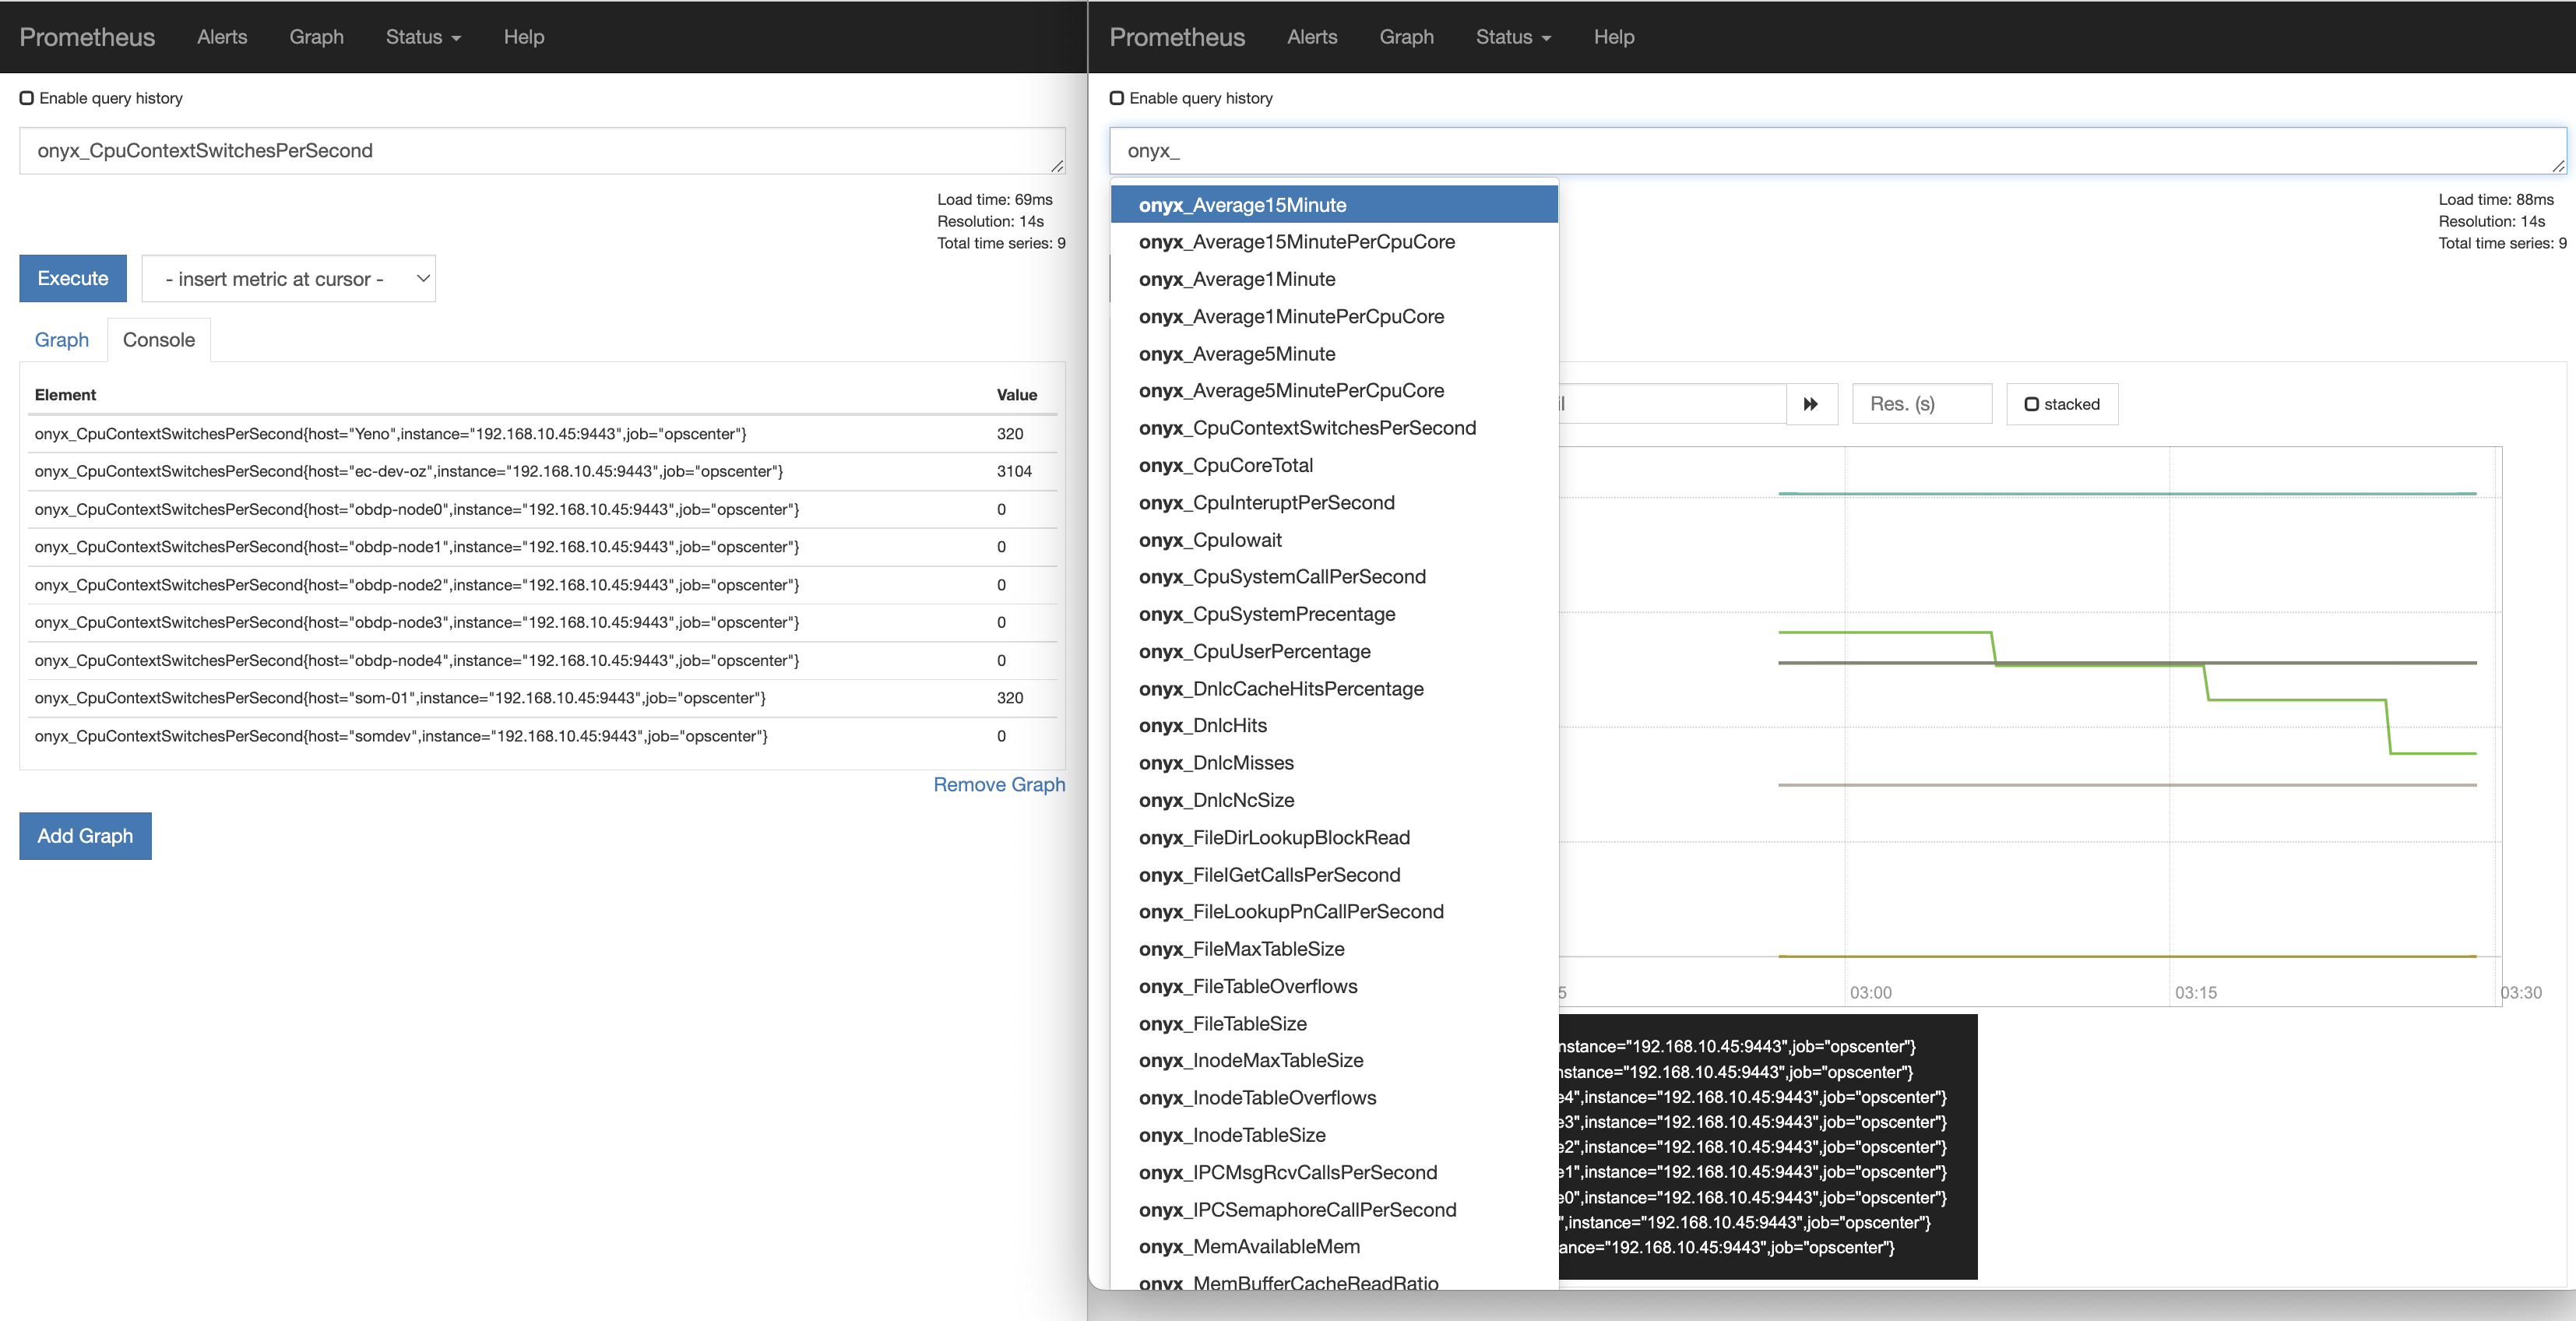 Prometheus Alerts Graph Status Help
Enable query history
onyx_CpuContextSwitchesPerSecond
Load time: 69ms
Resolution: 14s
Total time series: 9
Execute - insert metric at cursor -
Graph Console
Element Value
onyx_CpuContextSwitchesPerSecond{host="Yeno",instance="192.168.10.45:9443",job="opscenter"} 320
onyx_CpuContextSwitchesPerSecond{host="ec-dev-oz",instance="192.168.10.45:9443",job="opscenter"} 3104
onyx_CpuContextSwitchesPerSecond{host="obdp-node0",instance="192.168.10.45:9443",job="opscenter"} 0
onyx_CpuContextSwitchesPerSecond{host="obdp-node1",instance="192.168.10.45:9443",job="opscenter"} 0
onyx_CpuContextSwitchesPerSecond{host="obdp-node2",instance="192.168.10.45:9443",job="opscenter"} 0
onyx_CpuContextSwitchesPerSecond{host="obdp-node3",instance="192.168.10.45:9443",job="opscenter"} 0
onyx_CpuContextSwitchesPerSecond{host="obdp-node4",instance="192.168.10.45:9443",job="opscenter"} 0
onyx_CpuContextSwitchesPerSecond{host="som-01",instance="192.168.10.45:9443",job="opscenter"} 320
onyx_CpuContextSwitchesPerSecond{host="somdev",instance="192.168.10.45:9443",job="opscenter"} 0
Remove Graph
Add Graph
Prometheus Alerts Graph Status Help
Enable query history
onyx_
Load time: 88ms
Resolution: 14s
Total time series: 9
onyx_Average15Minute
onyx_Average15MinutePerCpuCore
onyx_Average1Minute
onyx_Average1MinutePerCpuCore
onyx_Average5Minute
onyx_Average5MinutePerCpuCore
onyx_CpuContextSwitchesPerSecond
onyx_CpuCoreTotal
onyx_CpuInteruptPerSecond
onyx_CpuIowait
onyx_CpuSystemCallPerSecond
onyx_CpuSystemPrecentage
onyx_CpuUserPercentage
onyx_DnlcCacheHitsPercentage
onyx_DnlcHits
onyx_DnlcMisses
onyx_DnlcNcSize
onyx_FileDirLookupBlockRead
onyx_FileIGetCallsPerSecond
onyx_FileLookupPnCallPerSecond
onyx_FileMaxTableSize
onyx_FileTableOverflows
onyx_FileTableSize
onyx_InodeMaxTableSize
onyx_InodeTableOverflows
onyx_InodeTableSize
onyx_IPCMsgRcvCallsPerSecond
onyx_IPCSemaphoreCallPerSecond
onyx_MemAvailableMem
onyx_MemBufferCacheReadRatio
Res. (s) stacked
5 03:00 03:15 03:30
nstance="192.168.10.45:9443",job="opscenter"}
nstance="192.168.10.45:9443",job="opscenter"}
e4",instance="192.168.10.45:9443",job="opscenter"}
e3",instance="192.168.10.45:9443",job="opscenter"}
e2",instance="192.168.10.45:9443",job="opscenter"}
e1",instance="192.168.10.45:9443",job="opscenter"}
e0",instance="192.168.10.45:9443",job="opscenter"}
",instance="192.168.10.45:9443",job="opscenter"}
ance="192.168.10.45:9443",job="opscenter"}